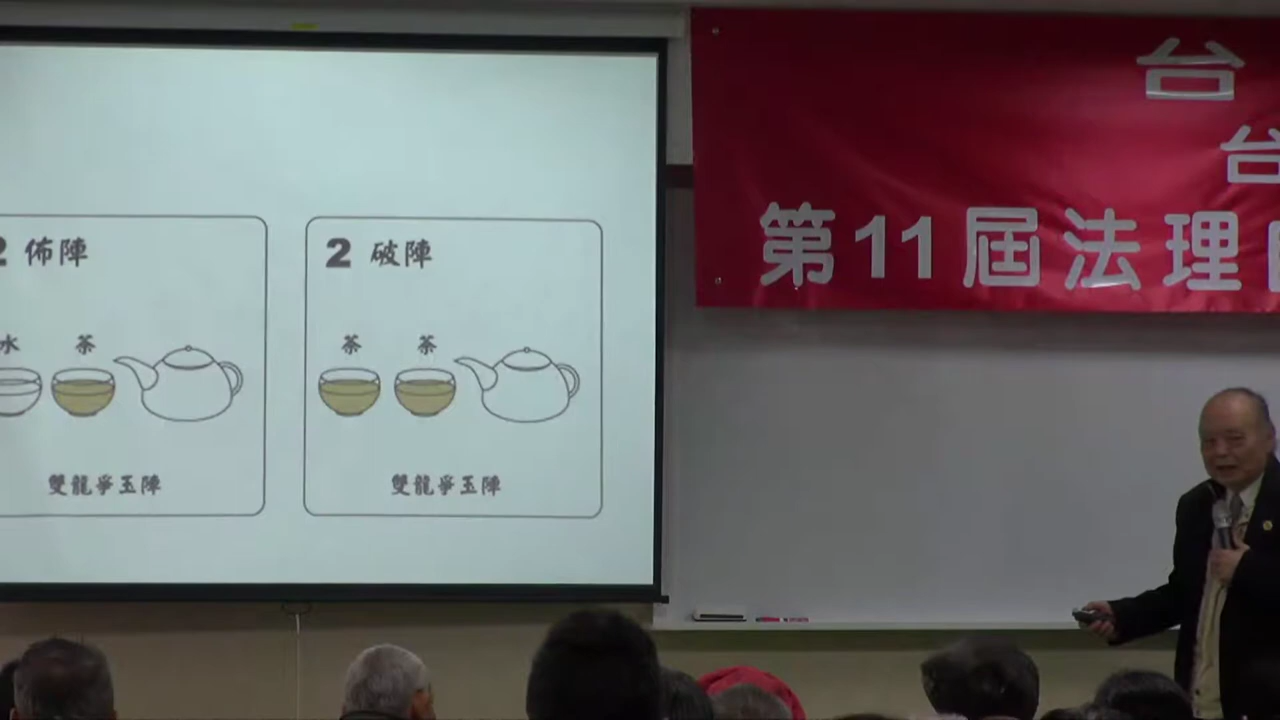 2 佈陣
水 茶
雙龍爭玉陣
2 破陣
茶 茶
雙龍爭玉陣
台
台
第11屆法理